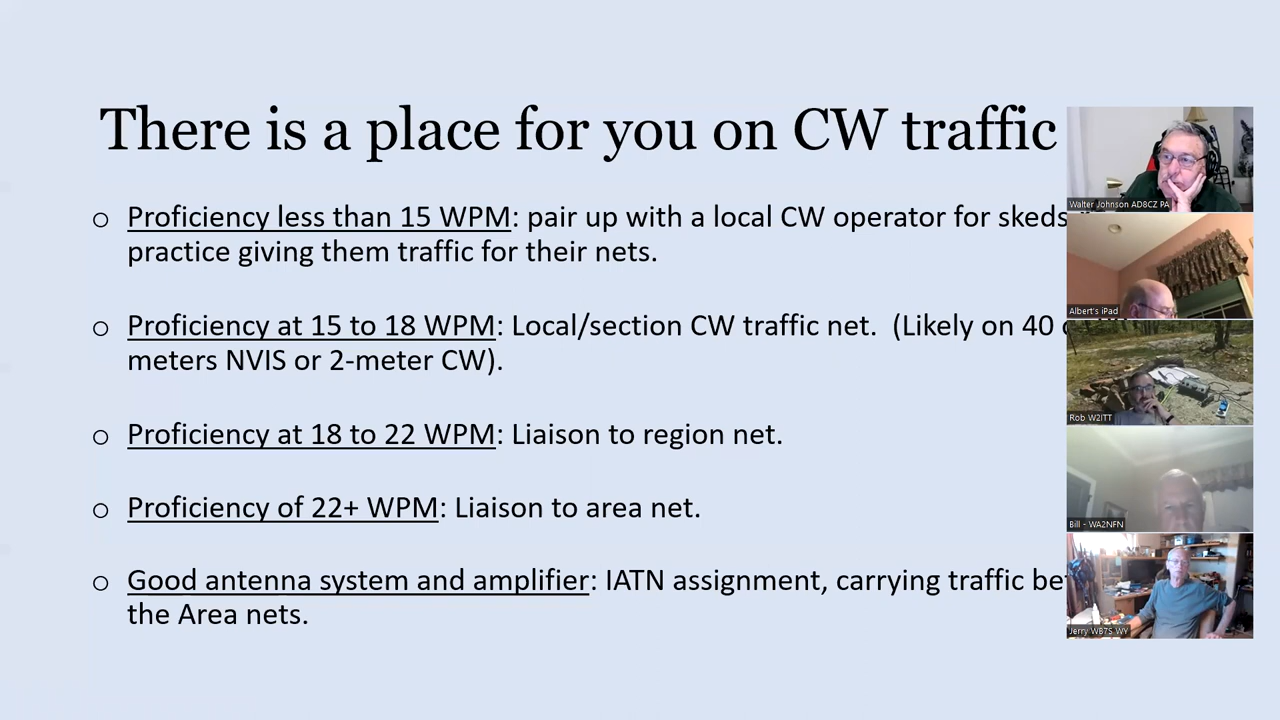 There is a place for you on CW traffic
○ Proficiency less than 15 WPM: pair up with a local CW operator for skeds
practice giving them traffic for their nets.
○ Proficiency at 15 to 18 WPM: Local/section CW traffic net. (Likely on 40
meters NVIS or 2-meter CW).
○ Proficiency at 18 to 22 WPM: Liaison to region net.
○ Proficiency of 22+ WPM: Liaison to area net.
○ Good antenna system and amplifier: IATN assignment, carrying traffic
the Area nets.
Walter Johnson AD8CZ PA
Albert's iPad
Rob W2ITT
Bill - WA2NFN
Jerry WB7S WY